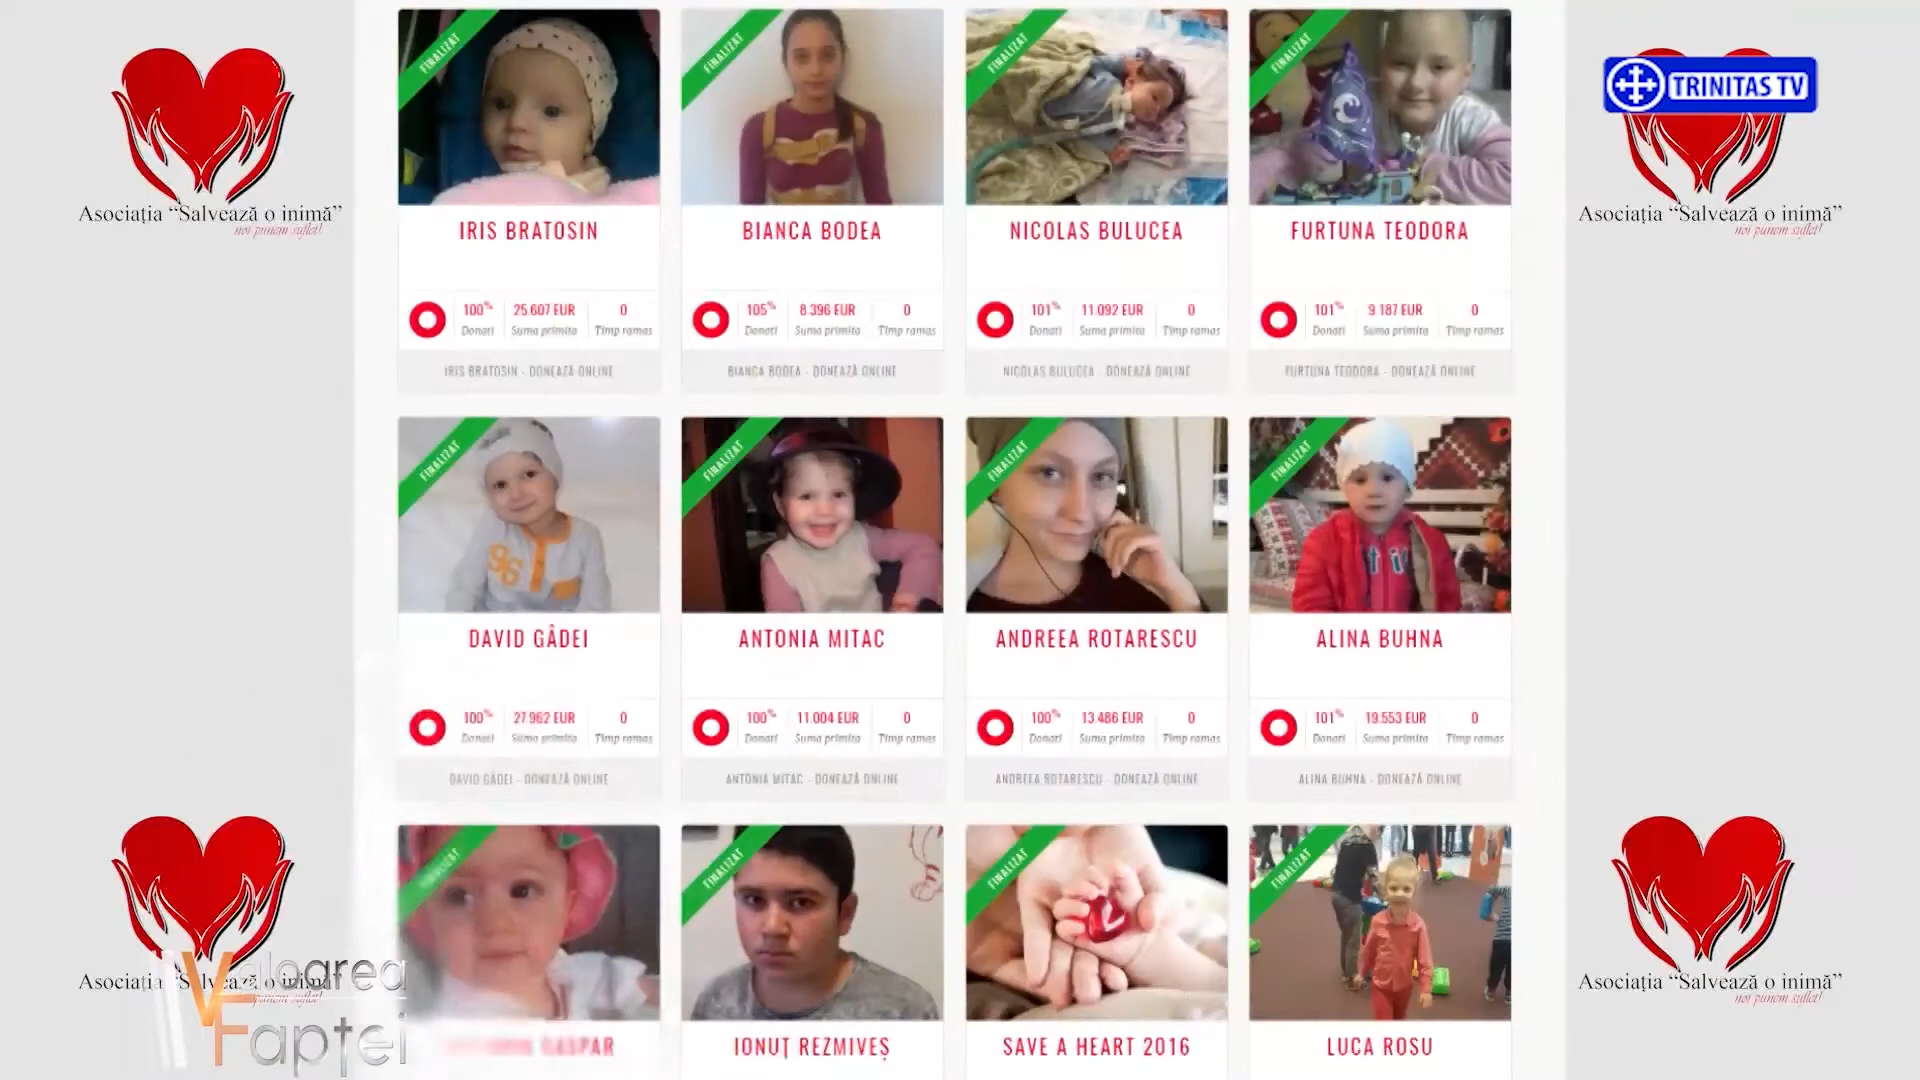 TRINITAS TV
Asociația “Salvează o inimă”
noi punem suflet!
Asociația “Salvează o inimă”
noi punem suflet!
FINALIZAT
FINALIZAT
FINALIZAT
FINALIZAT
IRIS BRATOSIN
BIANCA BODEA
NICOLAS BULUCEA
FURTUNA TEODORA
100% 25.607 EUR 0
Donati Suma primita Timp ramas
105% 8.396 EUR 0
Donati Suma primita Timp ramas
101% 11.092 EUR 0
Donati Suma primita Timp ramas
101% 9.187 EUR 0
Donati Suma primita Timp ramas
IRIS BRATOSIN - DONEAZĂ ONLINE
BIANCA BODEA - DONEAZĂ ONLINE
NICOLAS BULUCEA - DONEAZĂ ONLINE
FURTUNA TEODORA - DONEAZĂ ONLINE
FINALIZAT
FINALIZAT
FINALIZAT
FINALIZAT
96
DAVID GÂDEI
ANTONIA MITAC
ANDREEA ROTARESCU
ALINA BUHNA
100% 27.962 EUR 0
Donati Suma primita Timp ramas
100% 11.004 EUR 0
Donati Suma primita Timp ramas
100% 13.486 EUR 0
Donati Suma primita Timp ramas
101% 19.553 EUR 0
Donati Suma primita Timp ramas
DAVID GÂDEI - DONEAZĂ ONLINE
ANTONIA MITAC - DONEAZĂ ONLINE
ANDREEA ROTARESCU - DONEAZĂ ONLINE
ALINA BUHNA - DONEAZĂ ONLINE
FINALIZAT
FINALIZAT
FINALIZAT
FINALIZAT
Asociația “Salvează o inimă”
punem suflet!
Valoarea
Faptei
Asociația “Salvează o inimă”
noi punem suflet!
GASPAR
IONUȚ REZMIVEȘ
SAVE A HEART 2016
LUCA ROSU